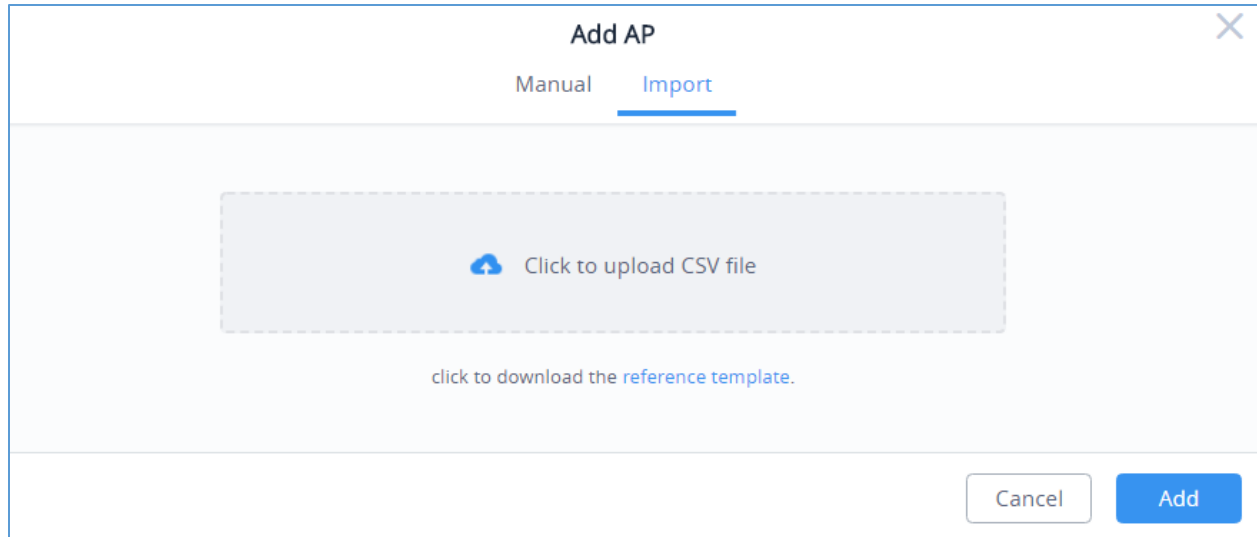 Add AP
Manual Import
Click to upload CSV file
click to download the reference template.
Cancel Add